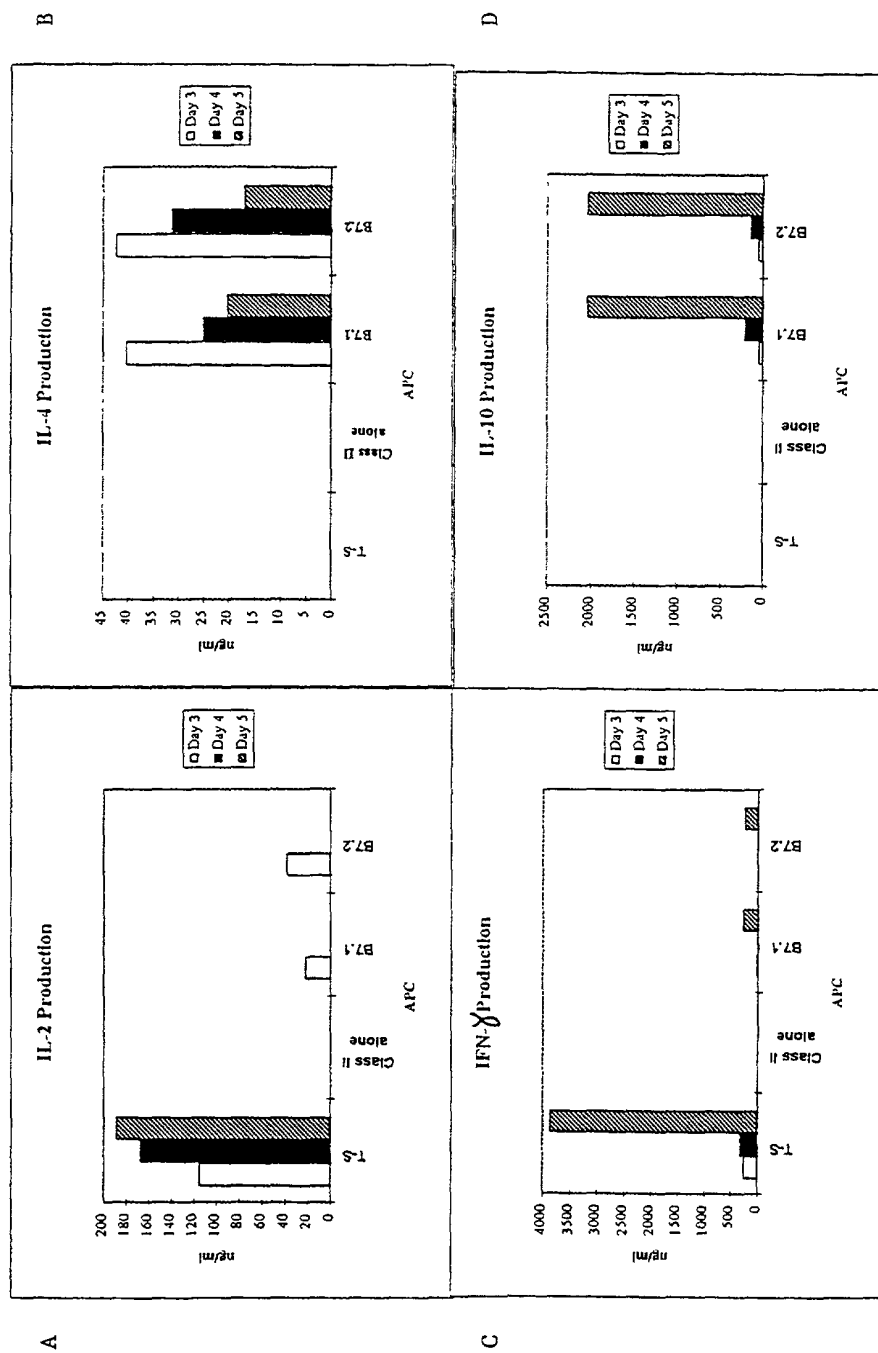 A
IL-2 Production
200
180
160
140
120
100
80
60
40
20
0
ng/ml
T-S
Class II
alone
B7.1
B7.2
APC
Day 3
Day 4
Day 5
B
IL-4 Production
45
40
35
30
25
20
15
10
5
0
ng/ml
T-S
Class II
alone
B7.1
B7.2
APC
Day 3
Day 4
Day 5
C
IFN-γ Production
4000
3500
3000
2500
2000
1500
1000
500
0
ng/ml
T-S
Class II
alone
B7.1
B7.2
APC
Day 3
Day 4
Day 5
D
IL-10 Production
2500
2000
1500
1000
500
0
ng/ml
T-S
Class II
alone
B7.1
B7.2
APC
Day 3
Day 4
Day 5